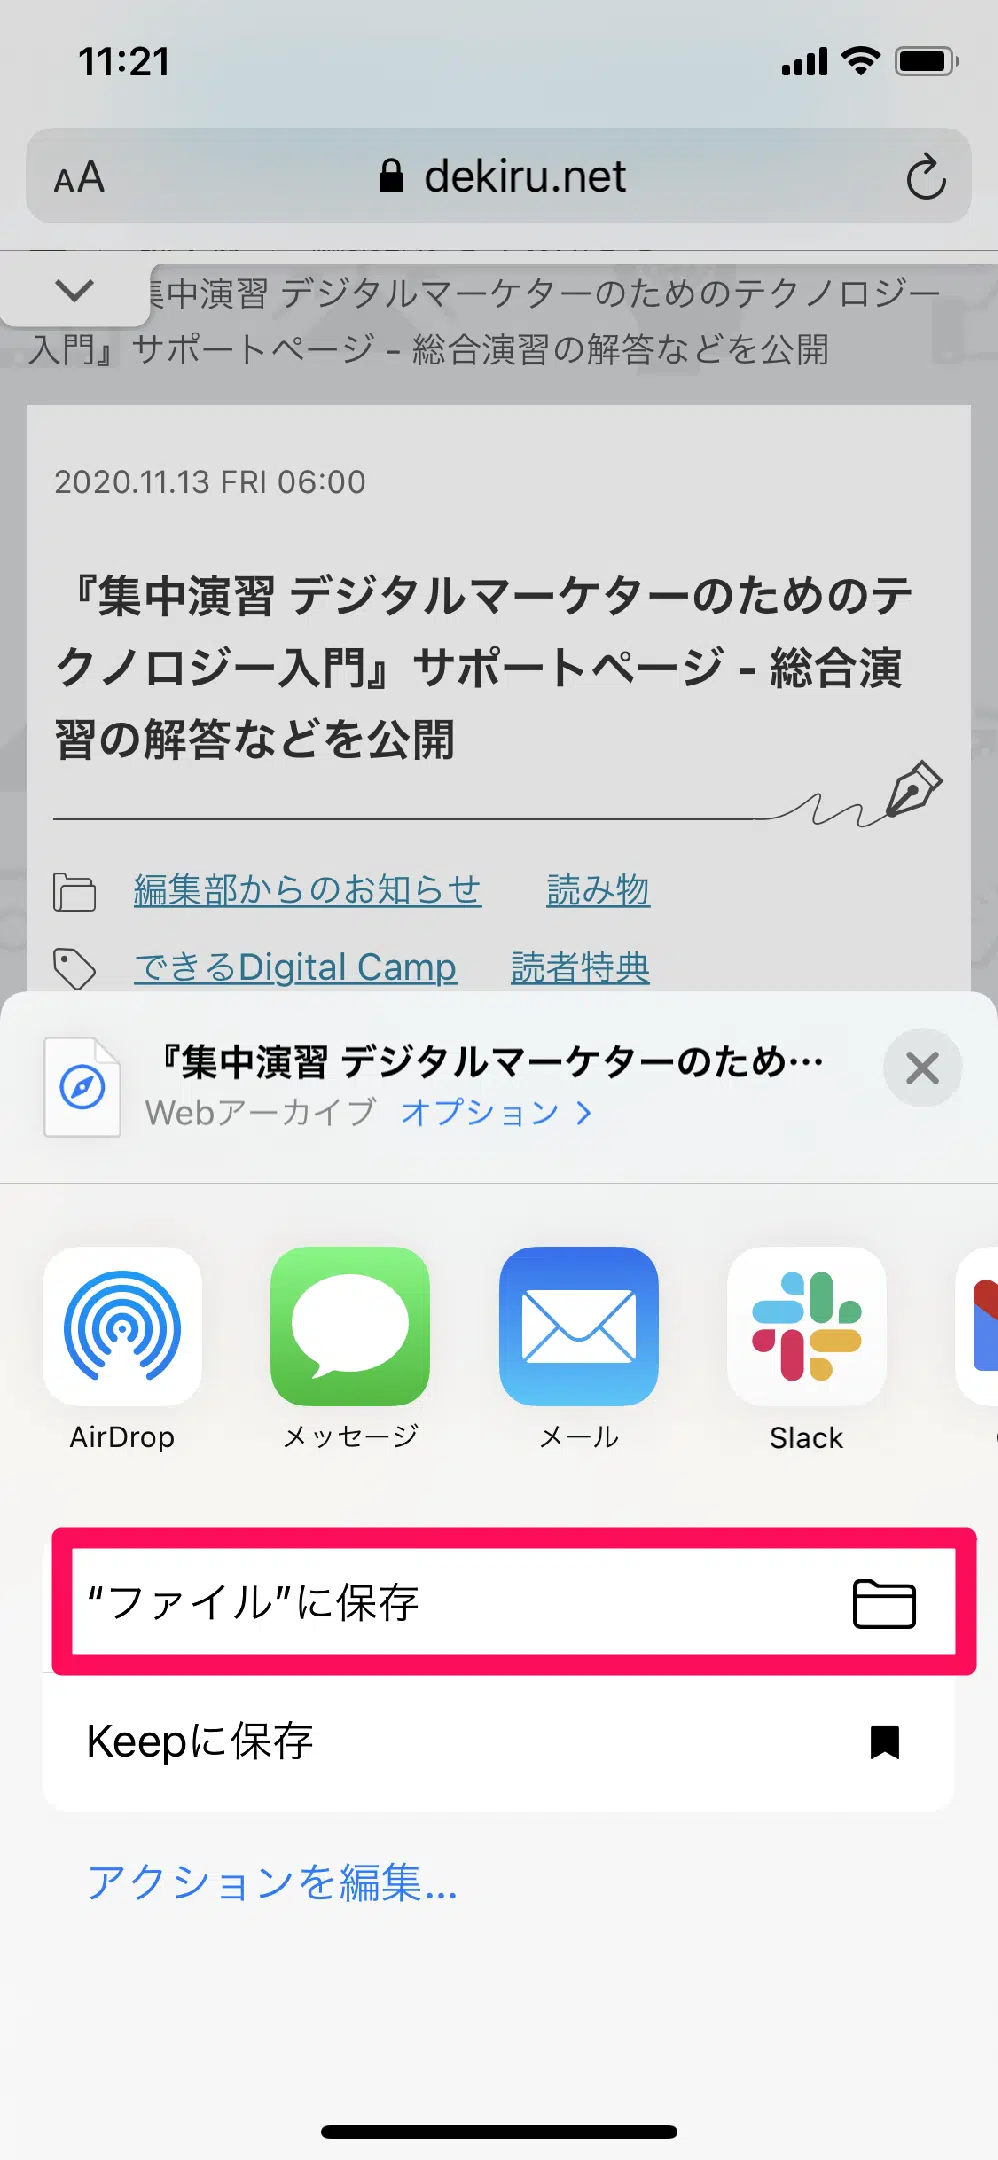 11:21
AA dekiru.net
集中演習 デジタルマーケターのためのテクノロジー
入門』サポートページ - 総合演習の解答などを公開
2020.11.13 FRI 06:00
『集中演習 デジタルマーケターのためのテ
クノロジー入門』サポートページ - 総合演
習の解答などを公開
編集部からのお知らせ 読み物
できるDigital Camp 読者特典
『集中演習 デジタルマーケターのため…
Webアーカイブ オプション >
AirDrop メッセージ メール Slack
“ファイル”に保存
Keepに保存
アクションを編集...